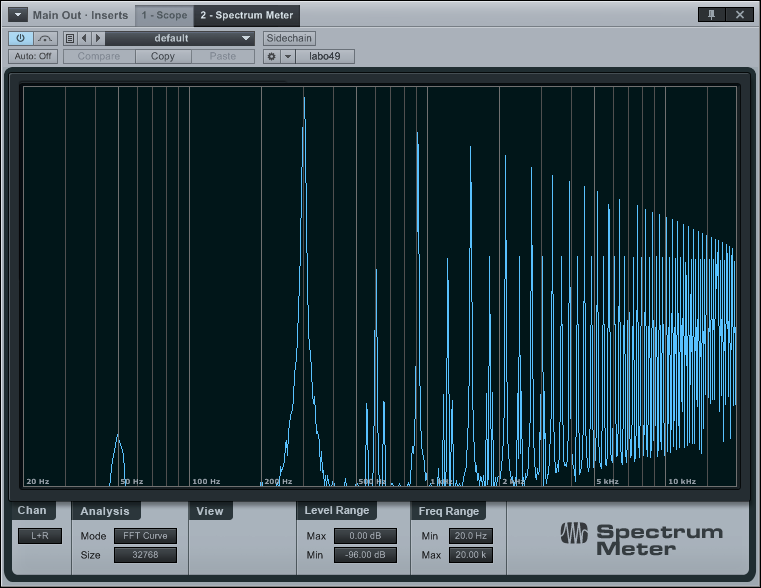 Main Out · Inserts 1 - Scope 2 - Spectrum Meter
default Sidechain
Auto: Off Compare Copy Paste labo49
20 Hz 50 Hz 100 Hz 200 Hz 500 Hz 1 kHz 2 kHz 5 kHz 10 kHz
Chan Analysis View Level Range Freq Range
L+R Mode FFT Curve Max 0.00 dB Min 20.0 Hz
Size 32768 Min -96.00 dB Max 20.00 k
Spectrum
Meter